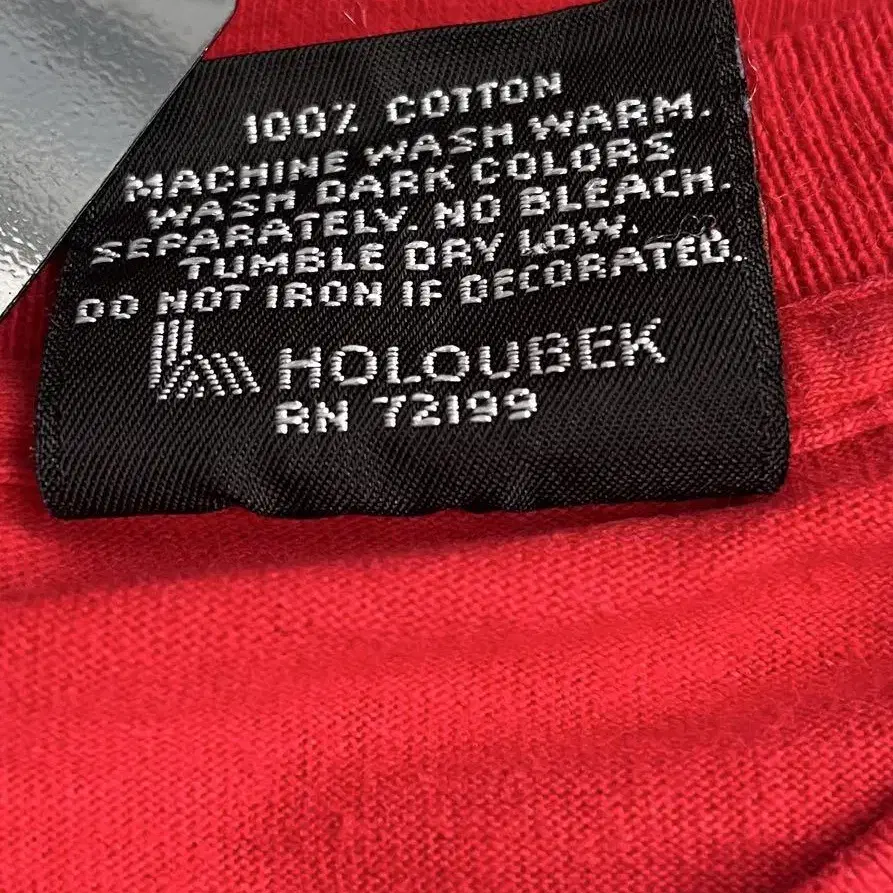 100% COTTON
MACHINE WASH WARM.
WASH DARK COLORS
SEPARATELY. NO BLEACH.
TUMBLE DRY LOW.
DO NOT IRON IF DECORATED.
HOLOUBEK
RN 72199